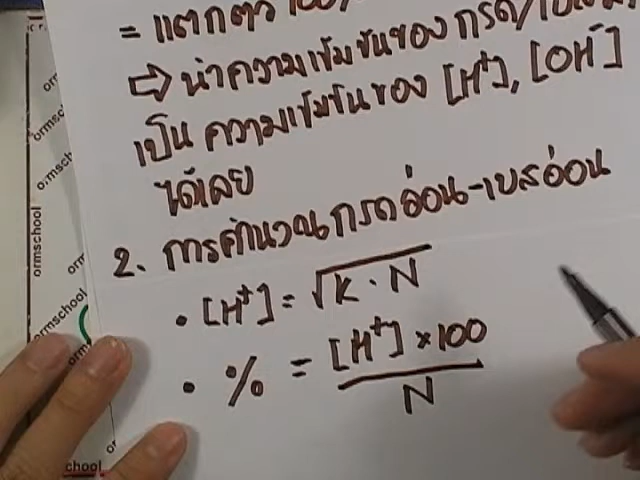 = แตกตัว 100%
⇨ นำความเข้มข้นของ กรด/เบส
เป็น ความเข้มข้นของ [H⁺], [OH⁻]
ได้เลย
2. การคำนวณกรดอ่อน-เบสอ่อน
• [H⁺] = √K · N
• % = [H⁺] × 100
N
ormschool
ormschool
school